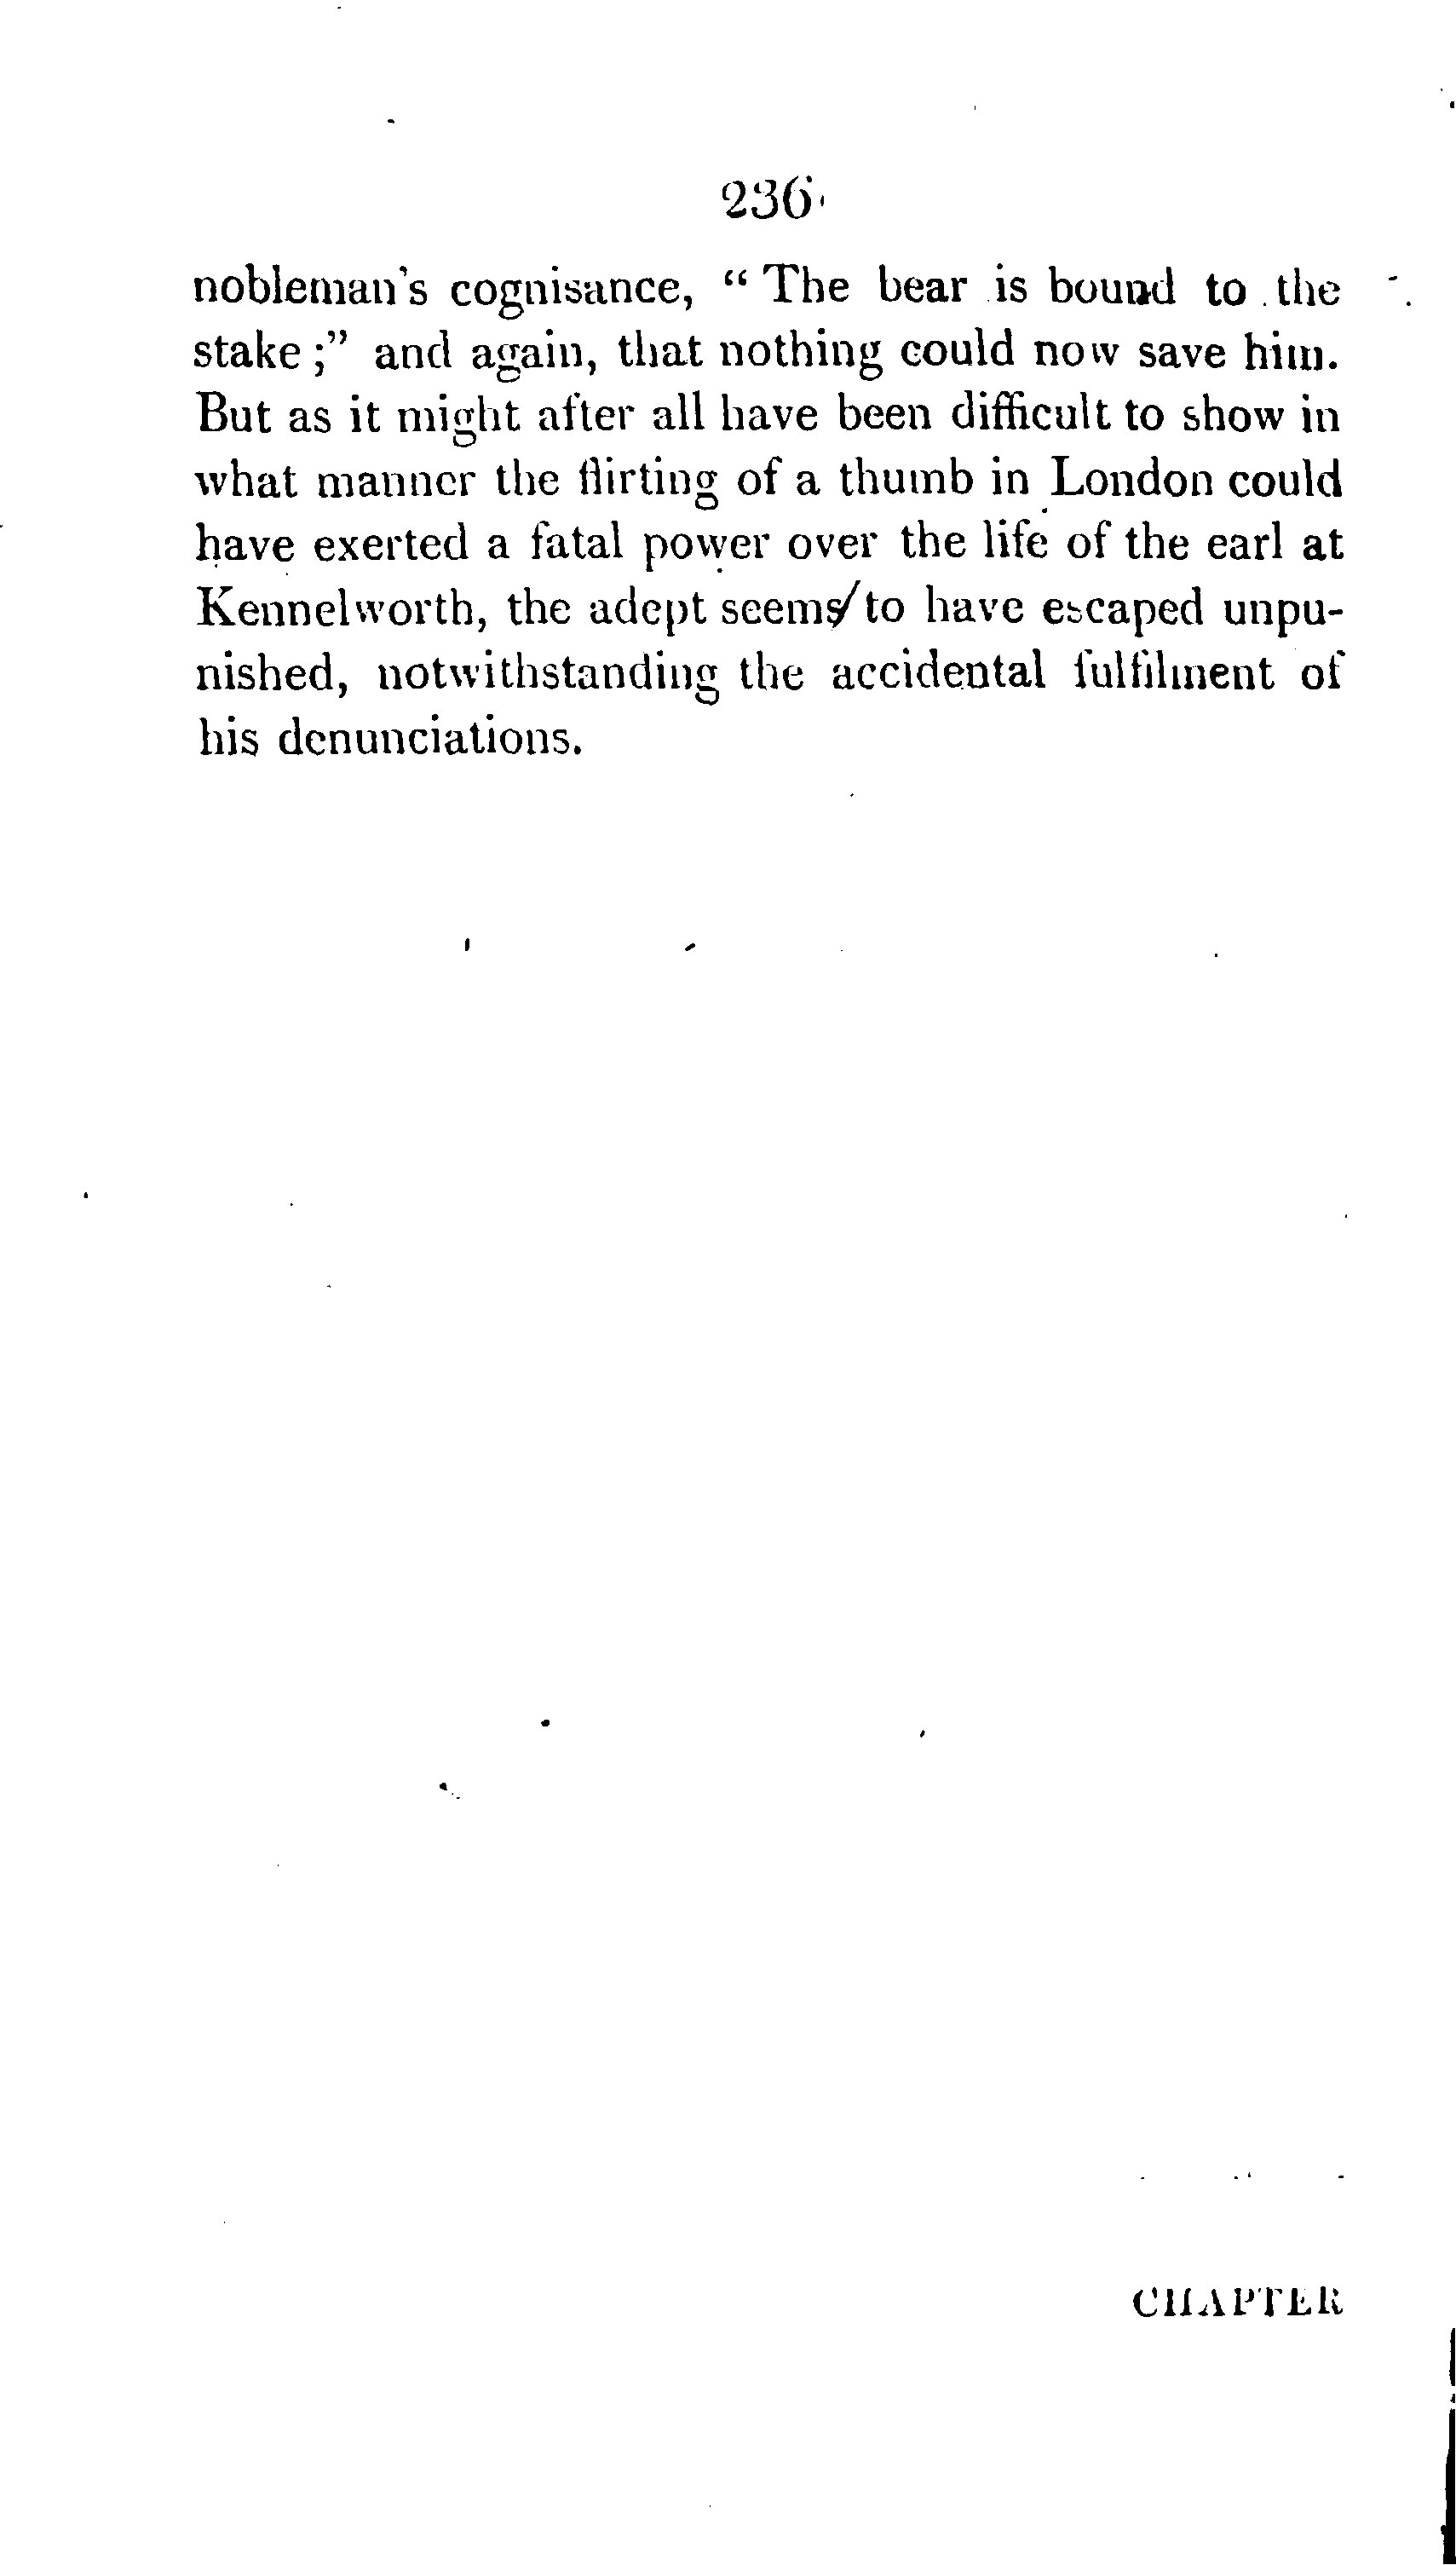 236
nobleman's cognisance, " The bear is bound to the
stake ;" and again, that nothing could now save him.
But as it might after all have been difficult to show in
what manner the flirting of a thumb in London could
have exerted a fatal power over the life of the earl at
Kennelworth, the adept seems to have escaped unpu-
nished, notwithstanding the accidental fulfilment of
his denunciations.
CHAPTER